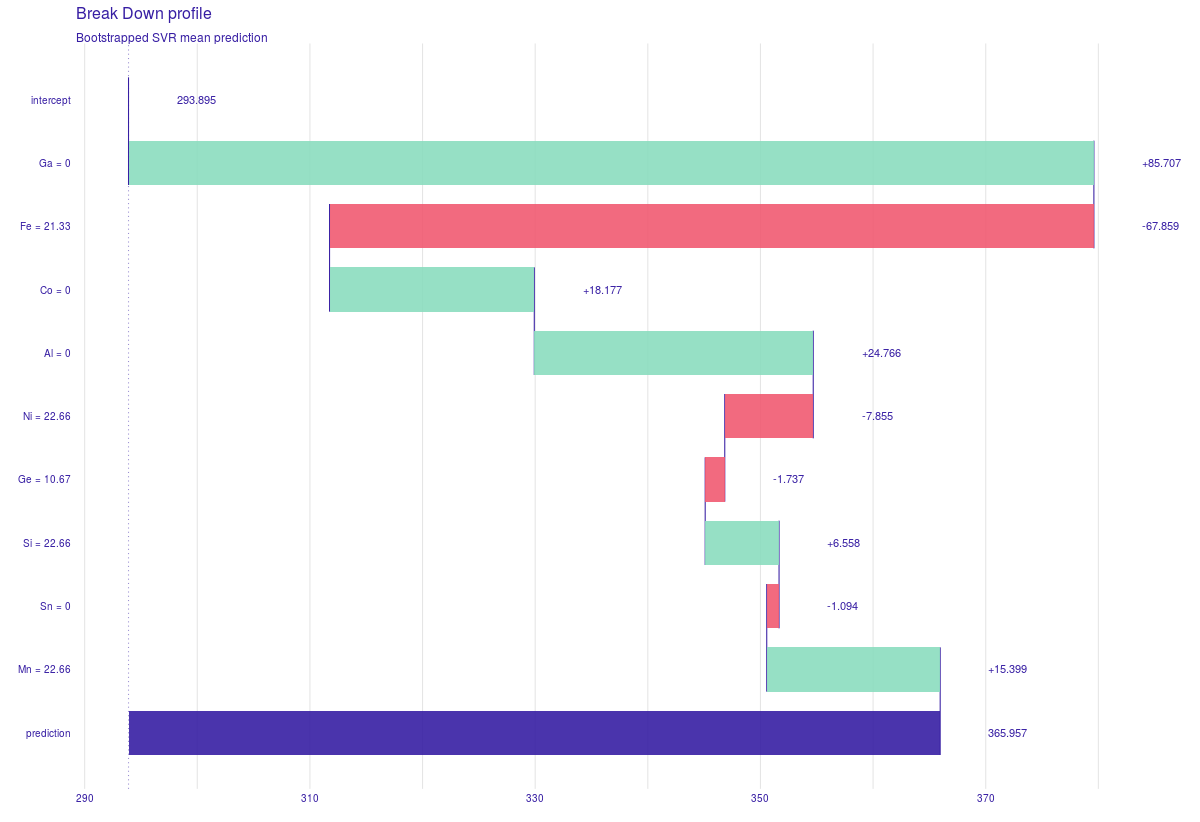 Break Down profile
Bootstrapped SVR mean prediction
intercept 293.895
Ga = 0 +85.707
Fe = 21.33 -67.859
Co = 0 +18.177
Al = 0 +24.766
Ni = 22.66 -7.855
Ge = 10.67 -1.737
Si = 22.66 +6.558
Sn = 0 -1.094
Mn = 22.66 +15.399
prediction 365.957
290 310 330 350 370